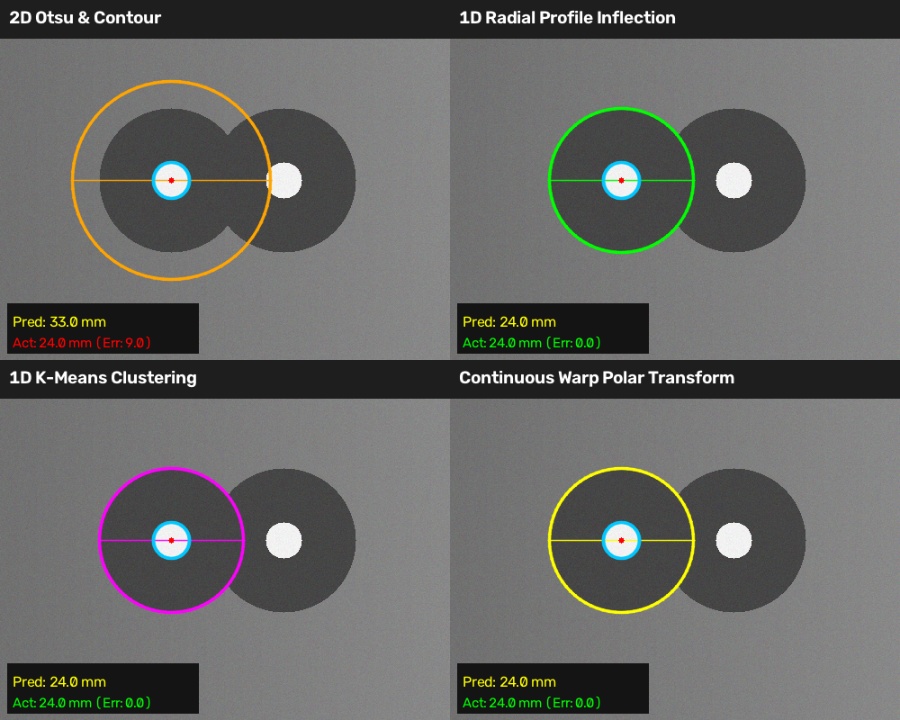 2D Otsu & Contour
Pred: 33.0 mm
Act: 24.0 mm (Err: 9.0)
1D Radial Profile Inflection
Pred: 24.0 mm
Act: 24.0 mm (Err: 0.0)
1D K-Means Clustering
Pred: 24.0 mm
Act: 24.0 mm (Err: 0.0)
Continuous Warp Polar Transform
Pred: 24.0 mm
Act: 24.0 mm (Err: 0.0)